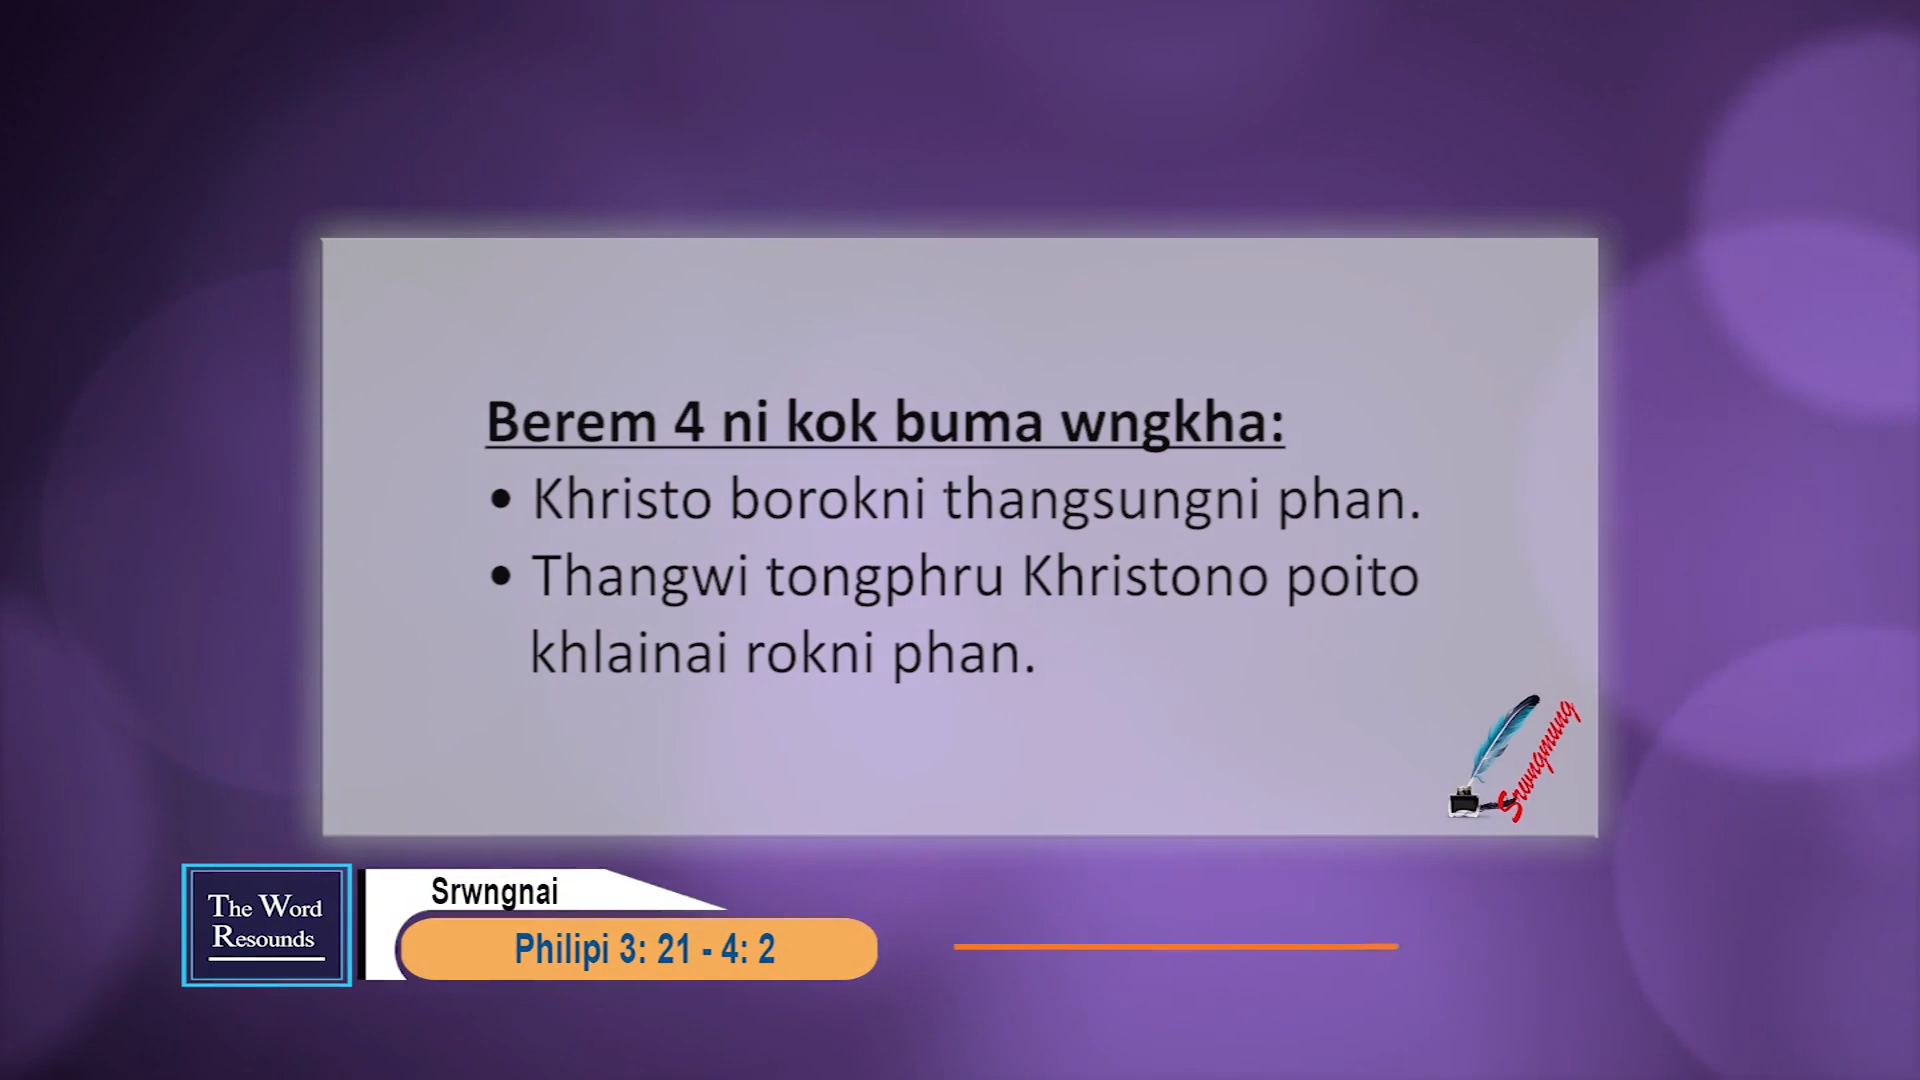 Berem 4 ni kok buma wngkha:
• Khristo borokni thangsungni phan.
• Thangwi tongphru Khristono poito
khlainai rokni phan.
Srwngmung
The Word
Resounds
Srwngnai
Philipi 3: 21 - 4: 2